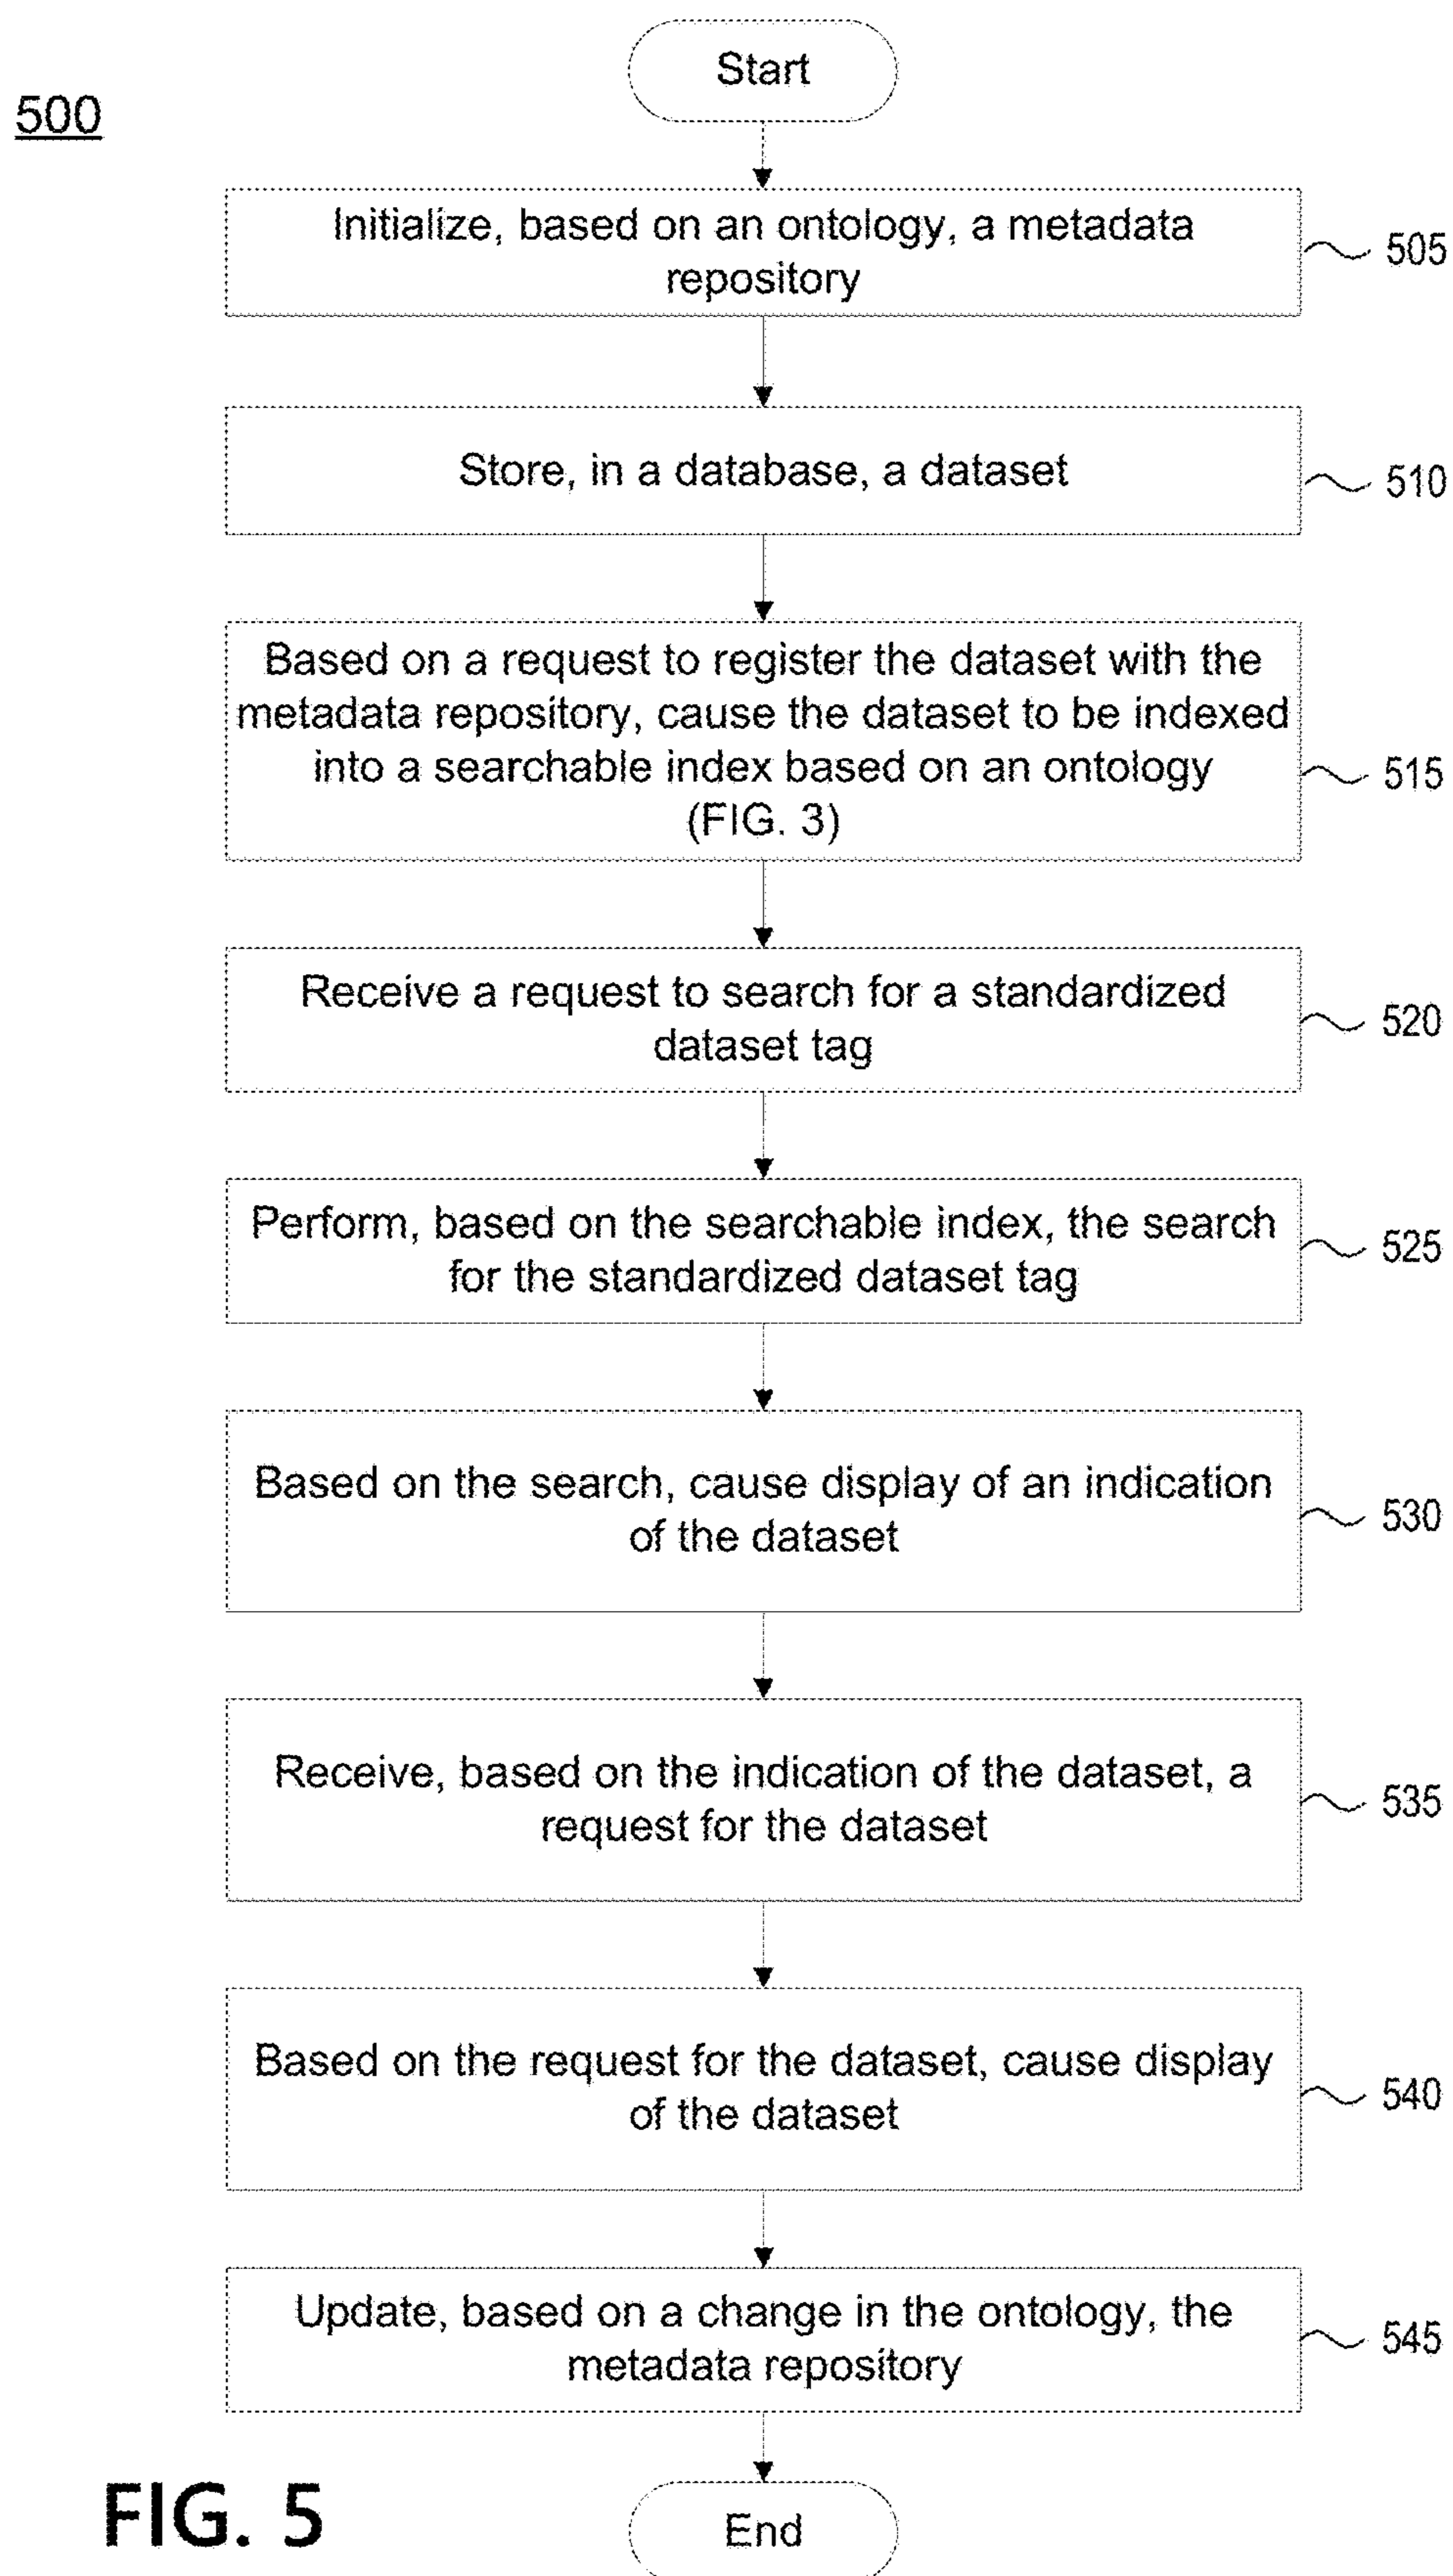 Start
500
Initialize, based on an ontology, a metadata
repository
505
Store, in a database, a dataset
510
Based on a request to register the dataset with the
metadata repository, cause the dataset to be indexed
into a searchable index based on an ontology
(FIG. 3)
515
Receive a request to search for a standardized
dataset tag
520
Perform, based on the searchable index, the search
for the standardized dataset tag
525
Based on the search, cause display of an indication
of the dataset
530
Receive, based on the indication of the dataset, a
request for the dataset
535
Based on the request for the dataset, cause display
of the dataset
540
Update, based on a change in the ontology, the
metadata repository
545
FIG. 5
End